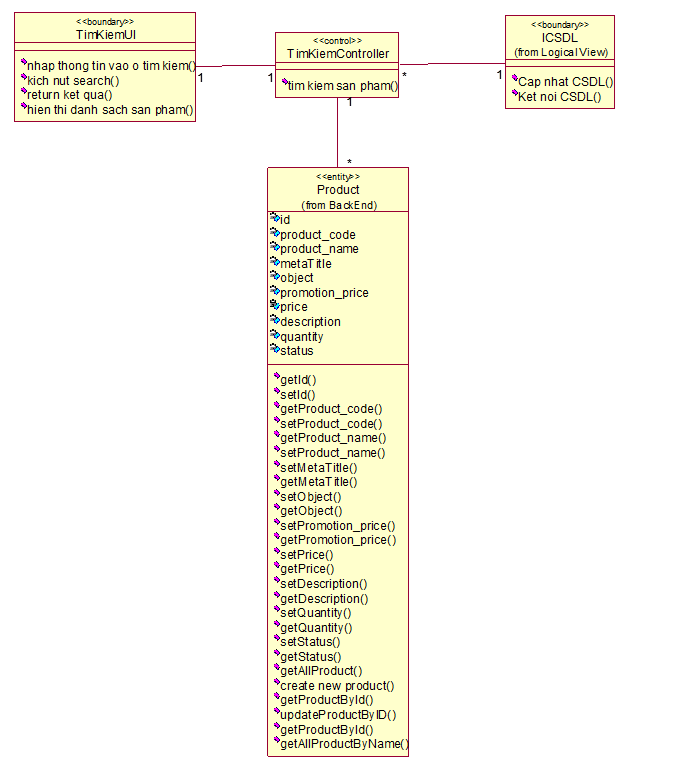 <<boundary>>
TimKiemUI
nhap thong tin vao o tim kiem()
kich nut search()
return ket qua()
hien thi danh sach san pham()
1
1
<<control>>
TimKiemController
tim kiem san pham()
*
1
<<boundary>>
ICSDL
(from Logical View)
Cap nhat CSDL()
Ket noi CSDL()
1
*
<<entity>>
Product
(from BackEnd)
id
product_code
product_name
metaTitle
object
promotion_price
price
description
quantity
status
getId()
setId()
getProduct_code()
setProduct_code()
getProduct_name()
setProduct_name()
setMetaTitle()
getMetaTitle()
setObject()
getObject()
setPromotion_price()
getPromotion_price()
setPrice()
getPrice()
setDescription()
getDescription()
setQuantity()
getQuantity()
setStatus()
getStatus()
getAllProduct()
create new product()
getProductById()
updateProductByID()
getProductById()
getAllProductByName()